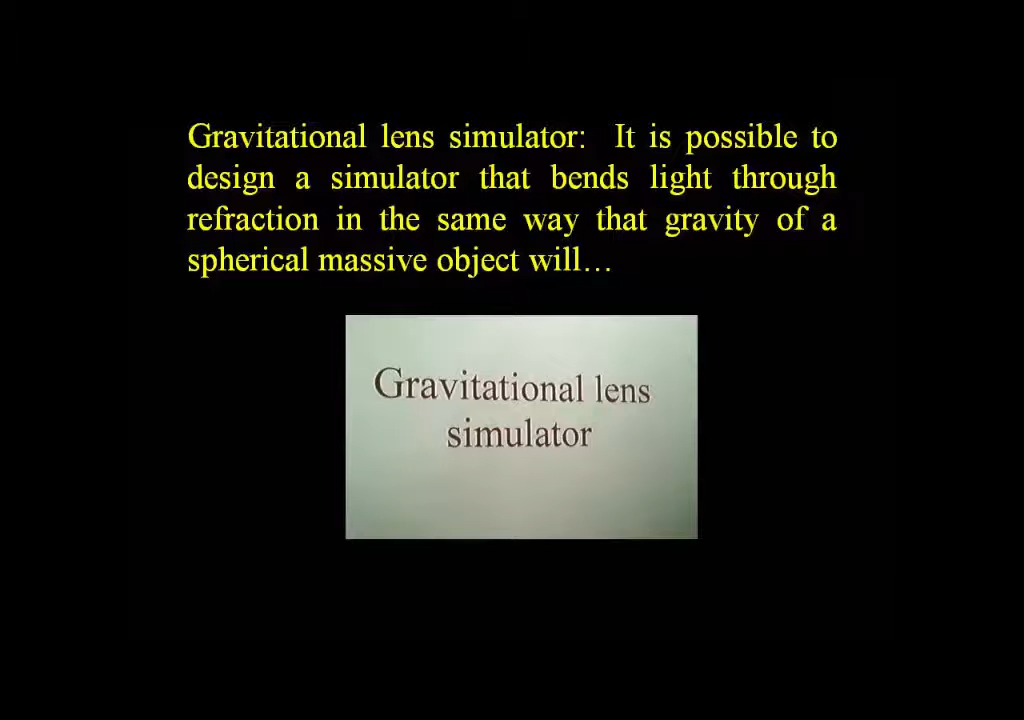 Gravitational lens simulator: It is possible to
design a simulator that bends light through
refraction in the same way that gravity of a
spherical massive object will…
Gravitational lens
simulator